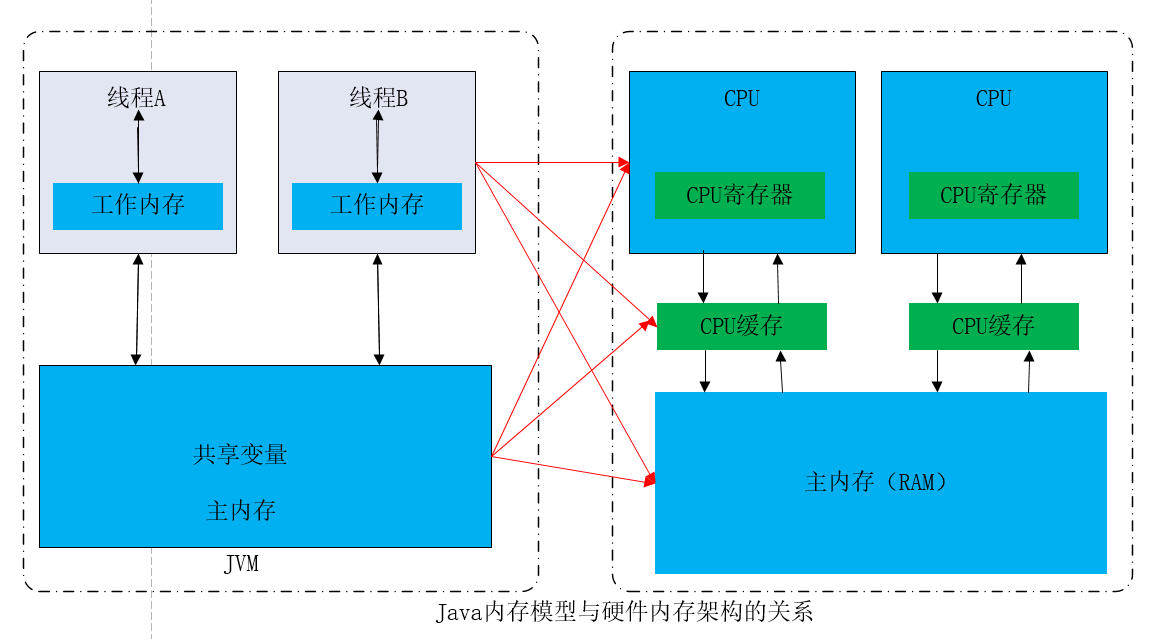 线程A
线程B
工作内存
工作内存
共享变量
主内存
JVM
CPU
CPU
CPU寄存器
CPU寄存器
CPU缓存
CPU缓存
主内存（RAM）
Java内存模型与硬件内存架构的关系